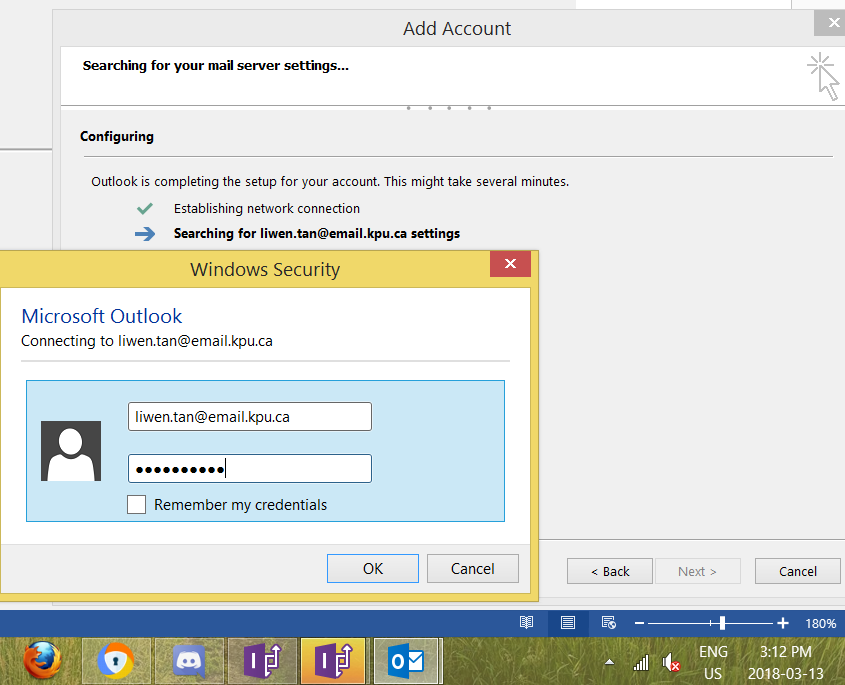 Add Account
Searching for your mail server settings...
Configuring
Outlook is completing the setup for your account. This might take several minutes.
Establishing network connection
Searching for liwen.tan@email.kpu.ca settings
Windows Security
Microsoft Outlook
Connecting to liwen.tan@email.kpu.ca
liwen.tan@email.kpu.ca
●●●●●●●●●●
Remember my credentials
OK
Cancel
< Back
Next >
Cancel
180%
ENG
US
3:12 PM
2018-03-13